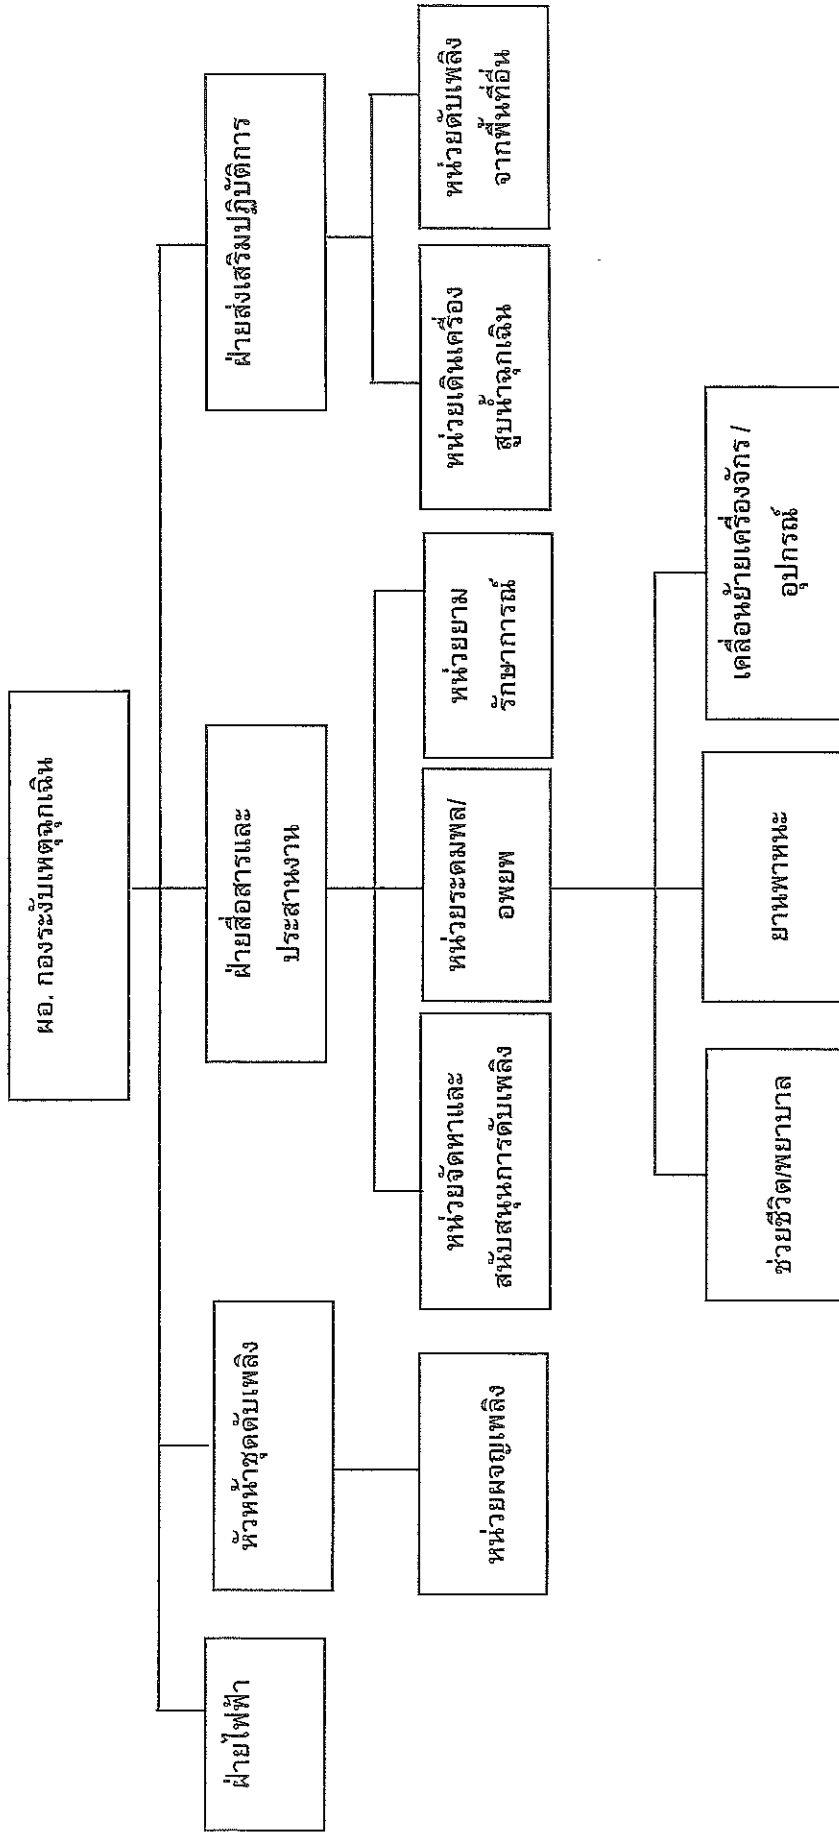 ผอ. กองระงับเหตุฉุกเฉิน
ฝ่ายไฟฟ้า
หัวหน้าชุดดับเพลิง
ฝ่ายสื่อสารและ
ประสานงาน
ฝ่ายส่งเสริมปฏิบัติการ
หน่วยผจญเพลิง
หน่วยจัดหาและ
สนับสนุนการดับเพลิง
หน่วยระดมพล/
อพยพ
หน่วยยาม
รักษาการณ์
หน่วยเดินเครื่อง
สูบน้ำฉุกเฉิน
หน่วยดับเพลิง
จากพื้นที่อื่น
ช่วยชีวิต/พยาบาล
ยานพาหนะ
เคลื่อนย้ายเครื่องจักร /
อุปกรณ์